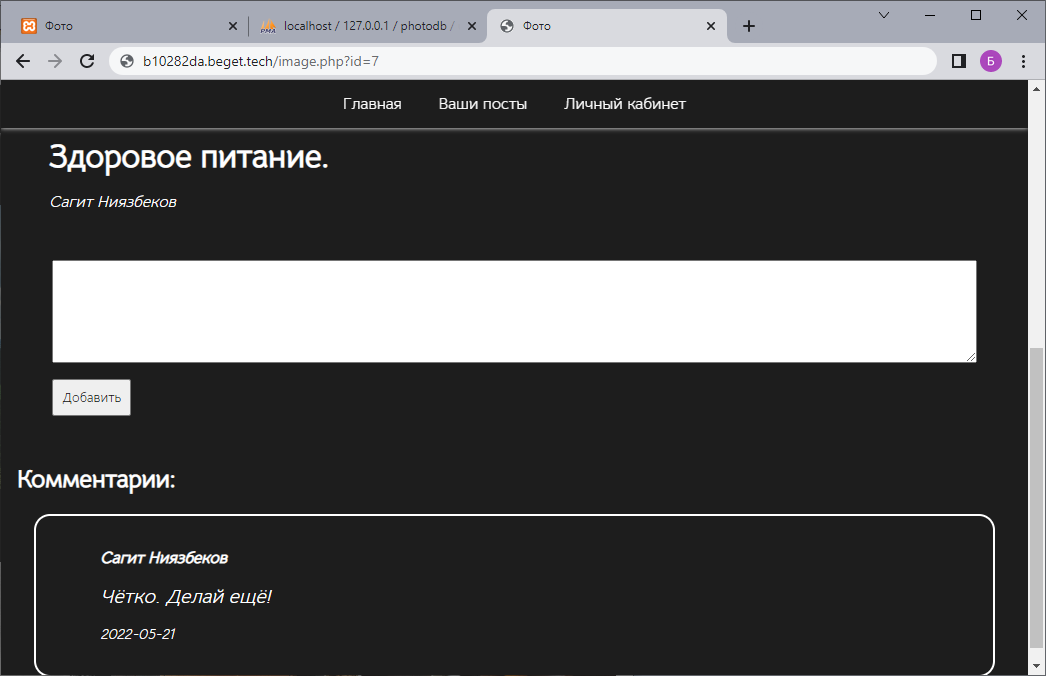 Фото
PMA
localhost / 127.0.0.1 / photodb /
Фото
b10282da.beget.tech/image.php?id=7
Б
Главная
Ваши посты
Личный кабинет
Здоровое питание.
Сагит Ниязбеков
Добавить
Комментарии:
Сагит Ниязбеков
Чётко. Делай ещё!
2022-05-21